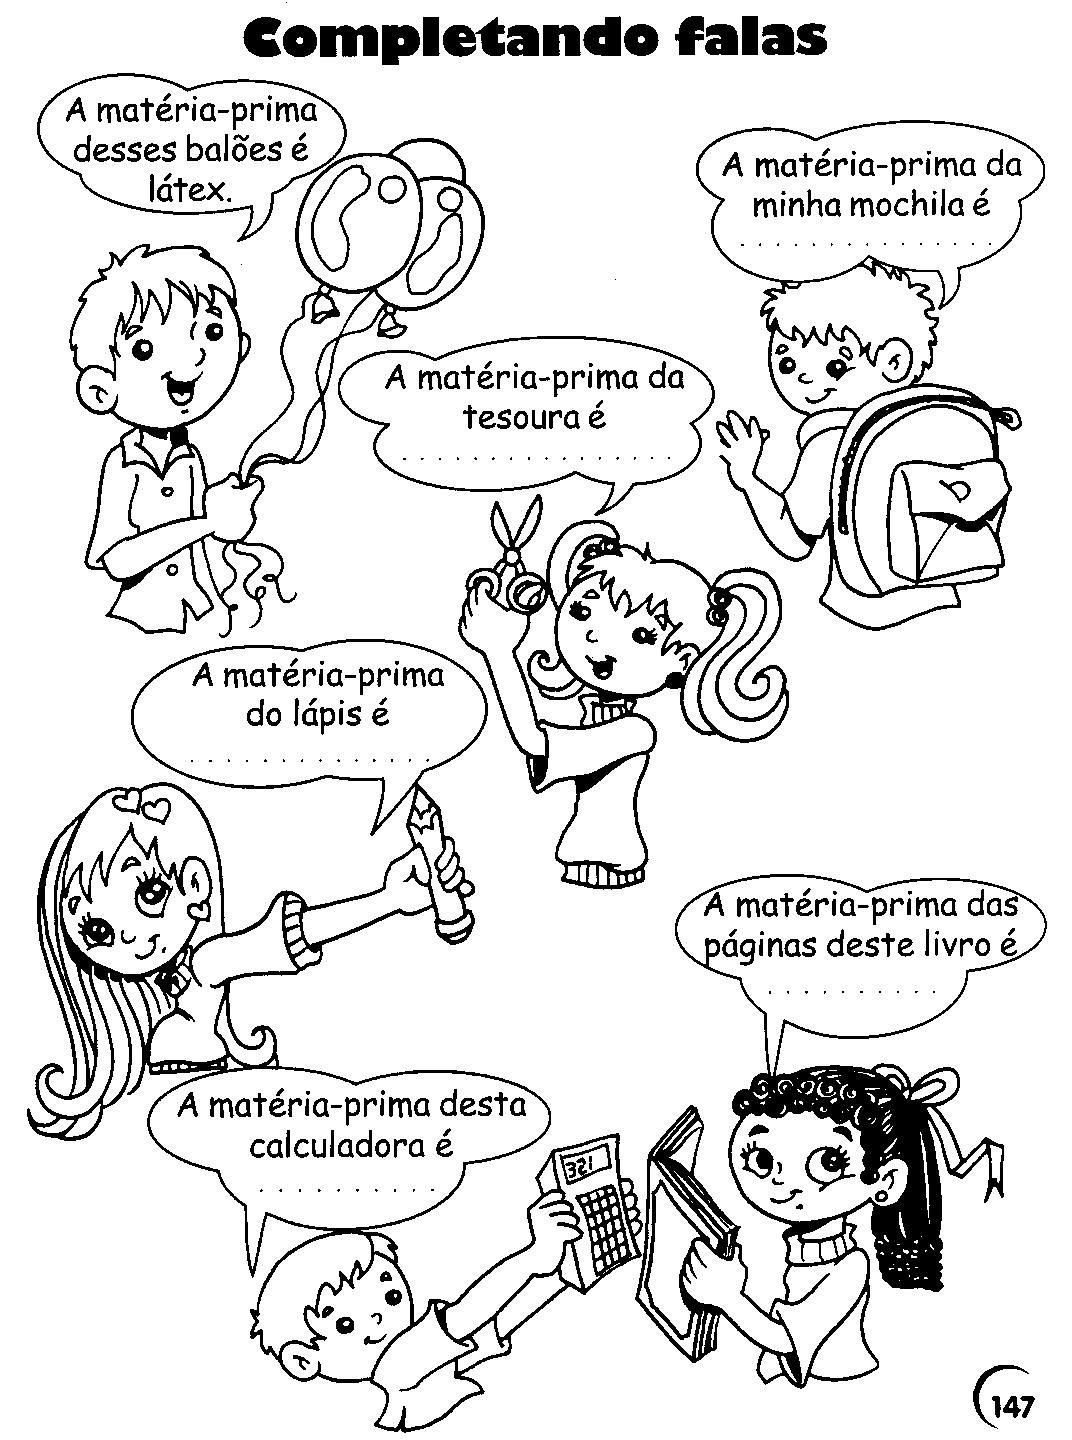 Completando falas
A matéria-prima
desses balões é
látex.
A matéria-prima da
minha mochila é
A matéria-prima da
tesoura é
A matéria-prima
do lápis é
A matéria-prima das
páginas deste livro é
A matéria-prima desta
calculadora é
321
147